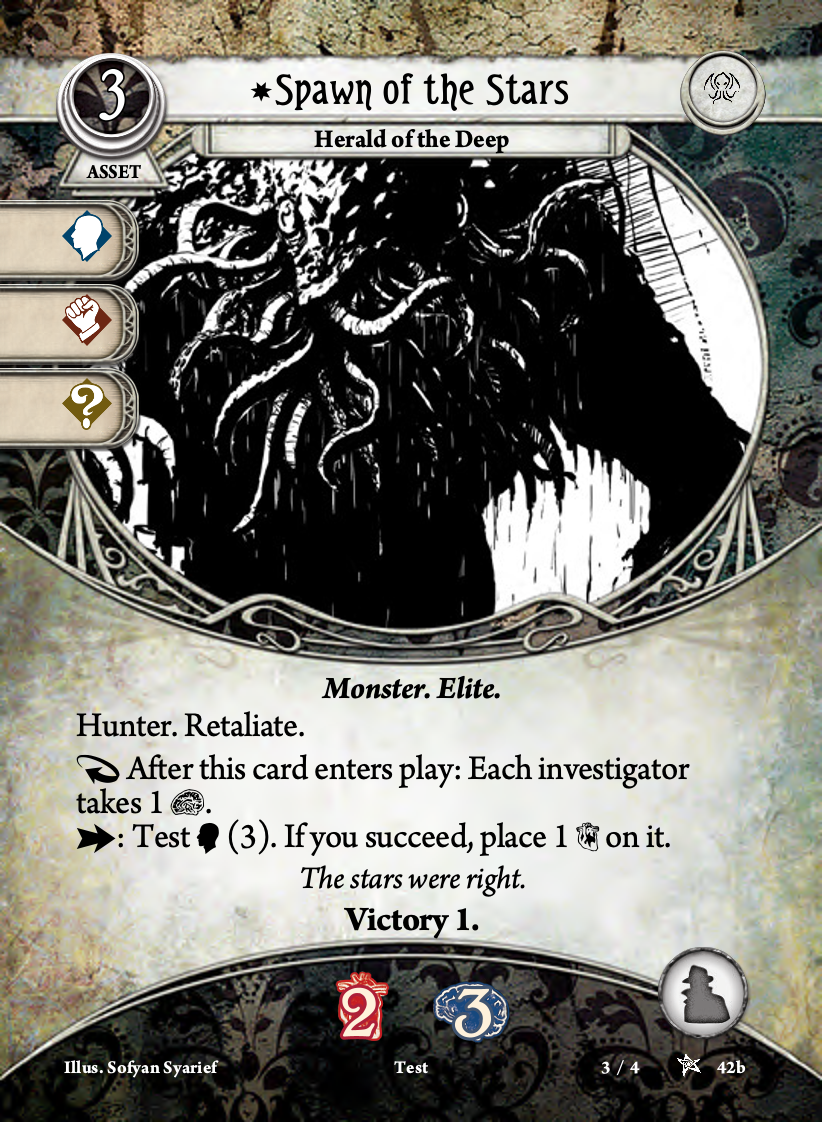 3
✷Spawn of the Stars
Herald of the Deep
ASSET
?
Monster. Elite.
Hunter. Retaliate.
After this card enters play: Each investigator
takes 1 .
: Test (3). If you succeed, place 1 on it.
The stars were right.
Victory 1.
2 3
Illus. Sofyan Syarief Test 3 / 4 42b